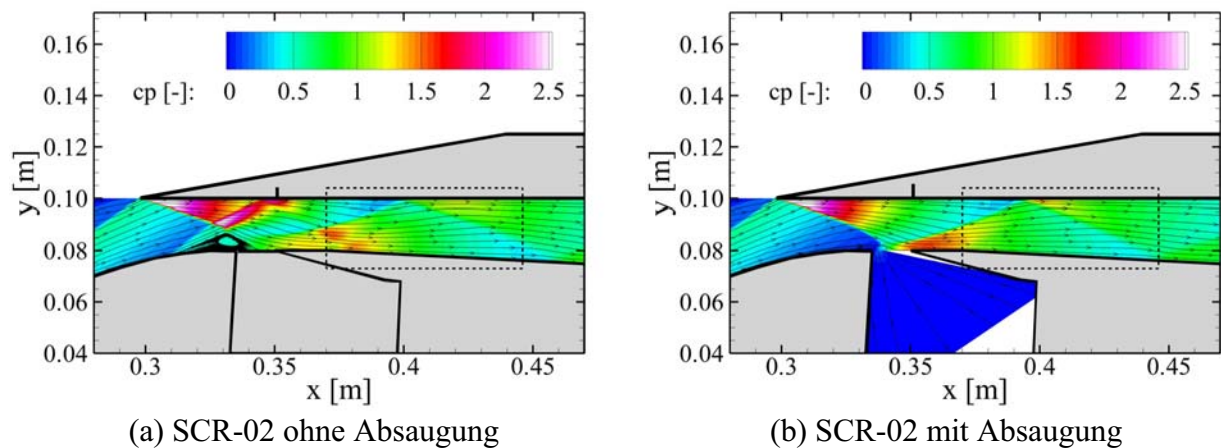 0.16 0.16
cp [-]: 0 0.5 1 1.5 2 2.5 cp [-]: 0 0.5 1 1.5 2 2.5
0.14 0.14
0.12 0.12
y [m] y [m]
0.10 0.10
0.08 0.08
0.06 0.06
0.04 0.04
0.3 0.35 0.4 0.45 0.3 0.35 0.4 0.45
x [m] x [m]
(a) SCR-02 ohne Absaugung (b) SCR-02 mit Absaugung